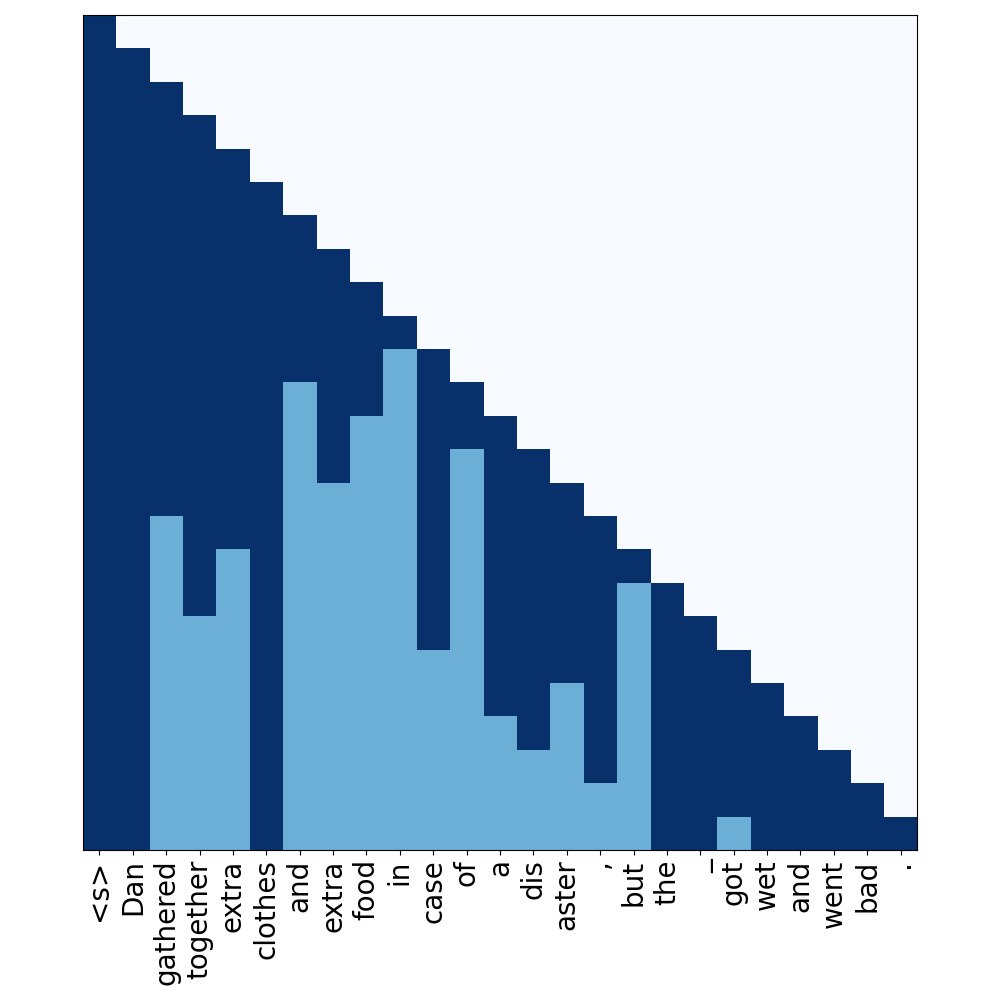 <s> Dan gathered together extra clothes and extra food in case of a dis aster , but the _ got wet and went bad .